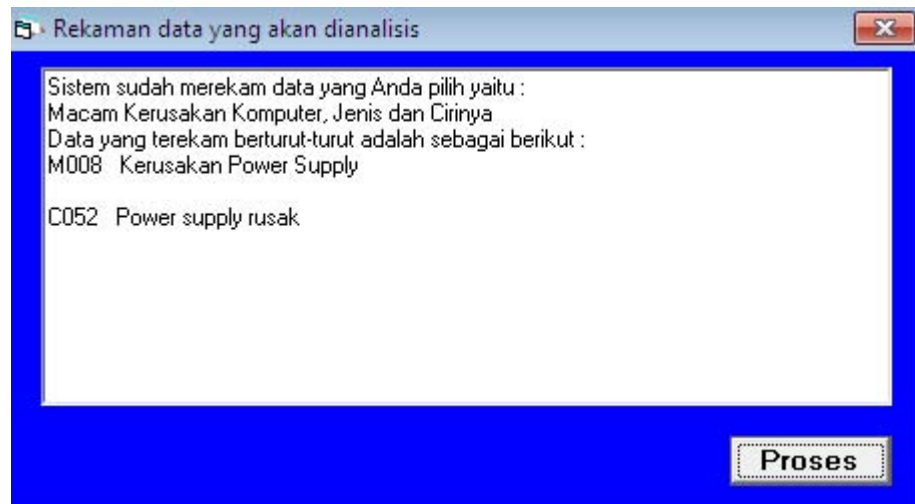 Rekaman data yang akan dianalisis
Sistem sudah merekam data yang Anda pilih yaitu :
Macam Kerusakan Komputer, Jenis dan Cirinya
Data yang terekam berturut-turut adalah sebagai berikut :
M008 Kerusakan Power Supply
C052 Power supply rusak
Proses